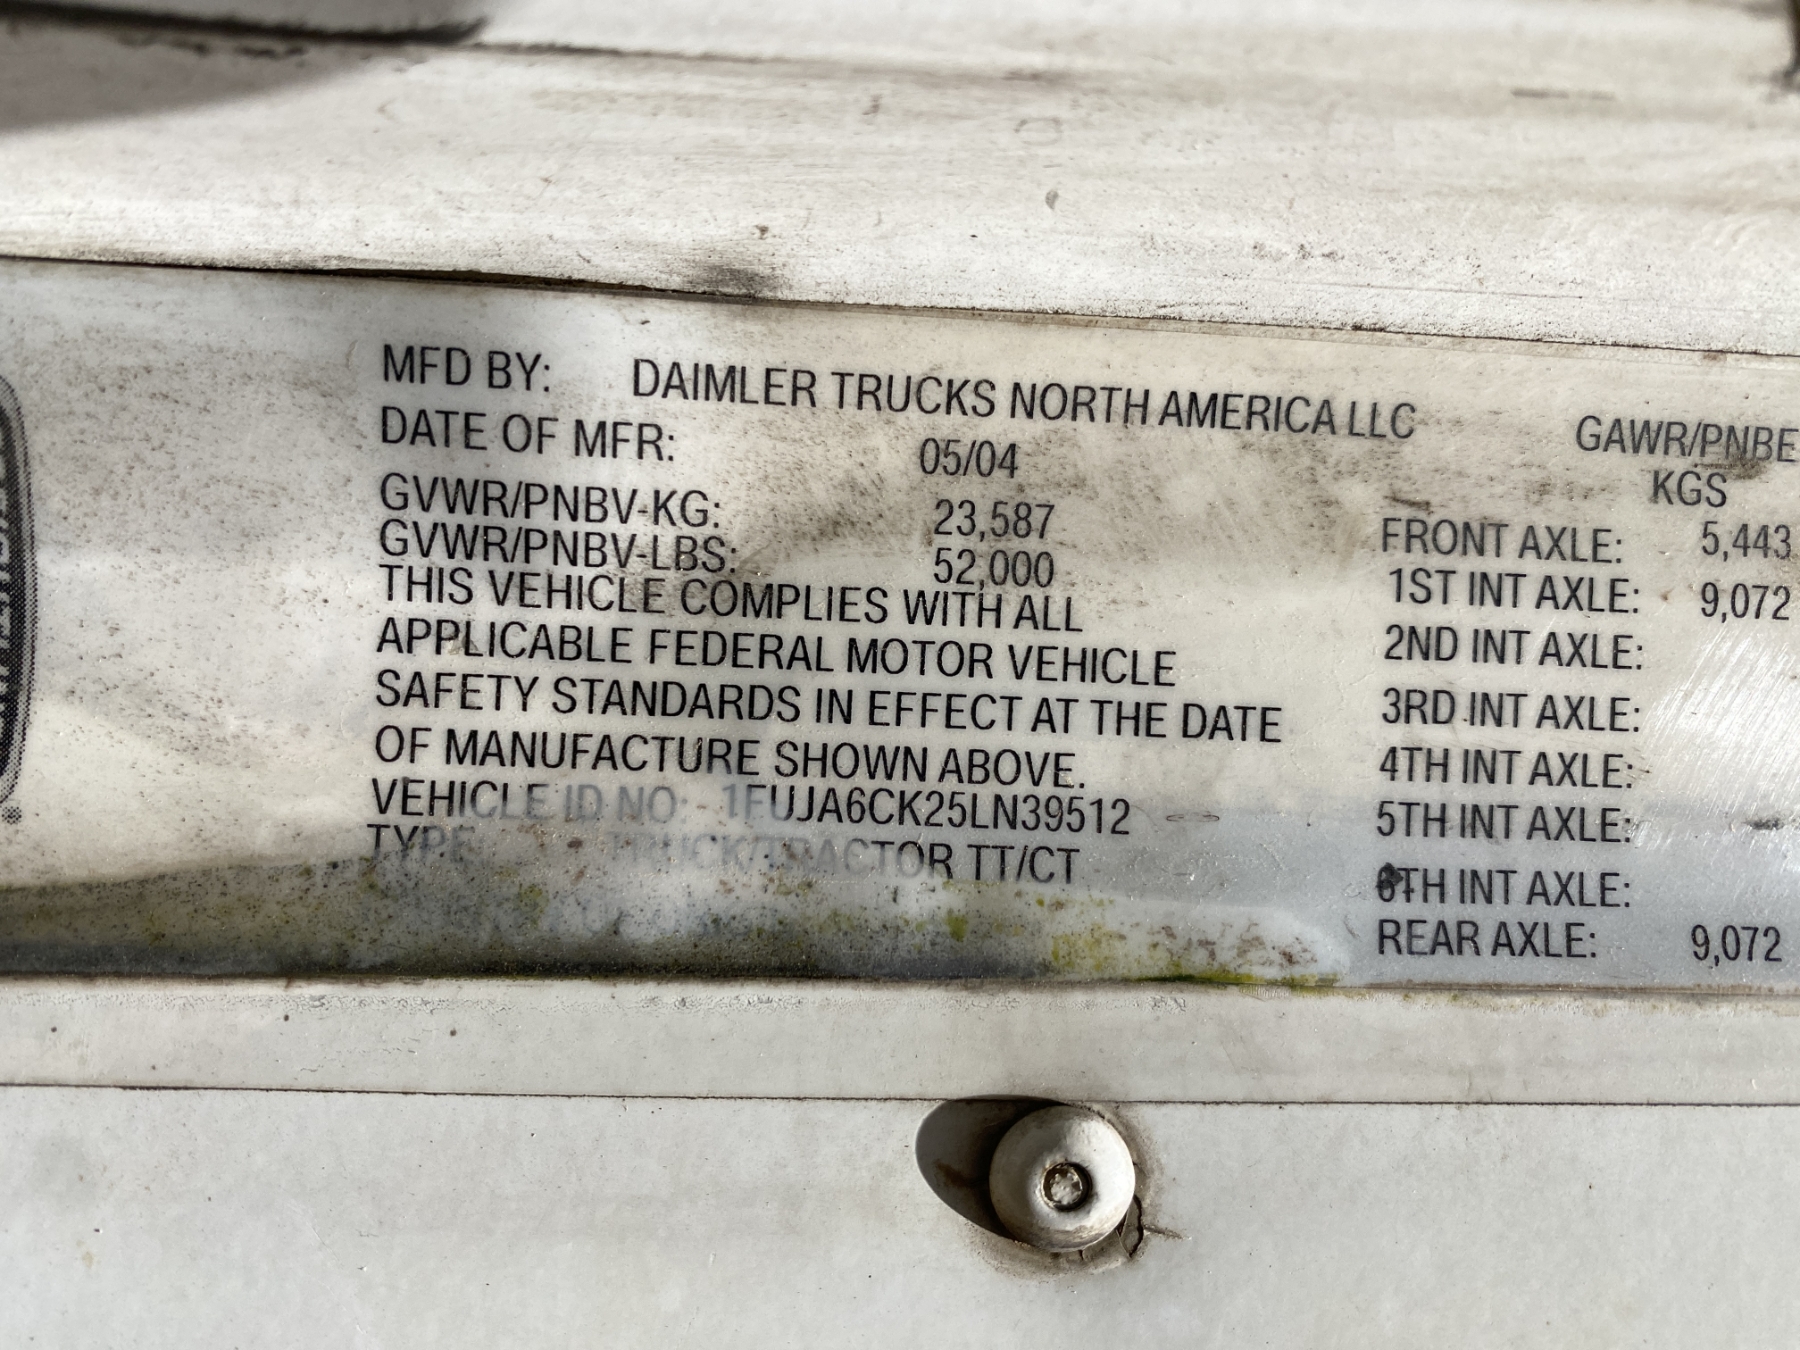 MFD BY: DAIMLER TRUCKS NORTH AMERICA LLC
DATE OF MFR: 05/04
GVWR/PNBV-KG: 23,587
GVWR/PNBV-LBS: 52,000
THIS VEHICLE COMPLIES WITH ALL
APPLICABLE FEDERAL MOTOR VEHICLE
SAFETY STANDARDS IN EFFECT AT THE DATE
OF MANUFACTURE SHOWN ABOVE.
VEHICLE ID NO: 1FUJA6CK25LN39512
TYPE: TRUCK/TRACTOR TT/CT
GAWR/PNBE
KGS
FRONT AXLE: 5,443
1ST INT AXLE: 9,072
2ND INT AXLE:
3RD INT AXLE:
4TH INT AXLE:
5TH INT AXLE:
6TH INT AXLE:
REAR AXLE: 9,072